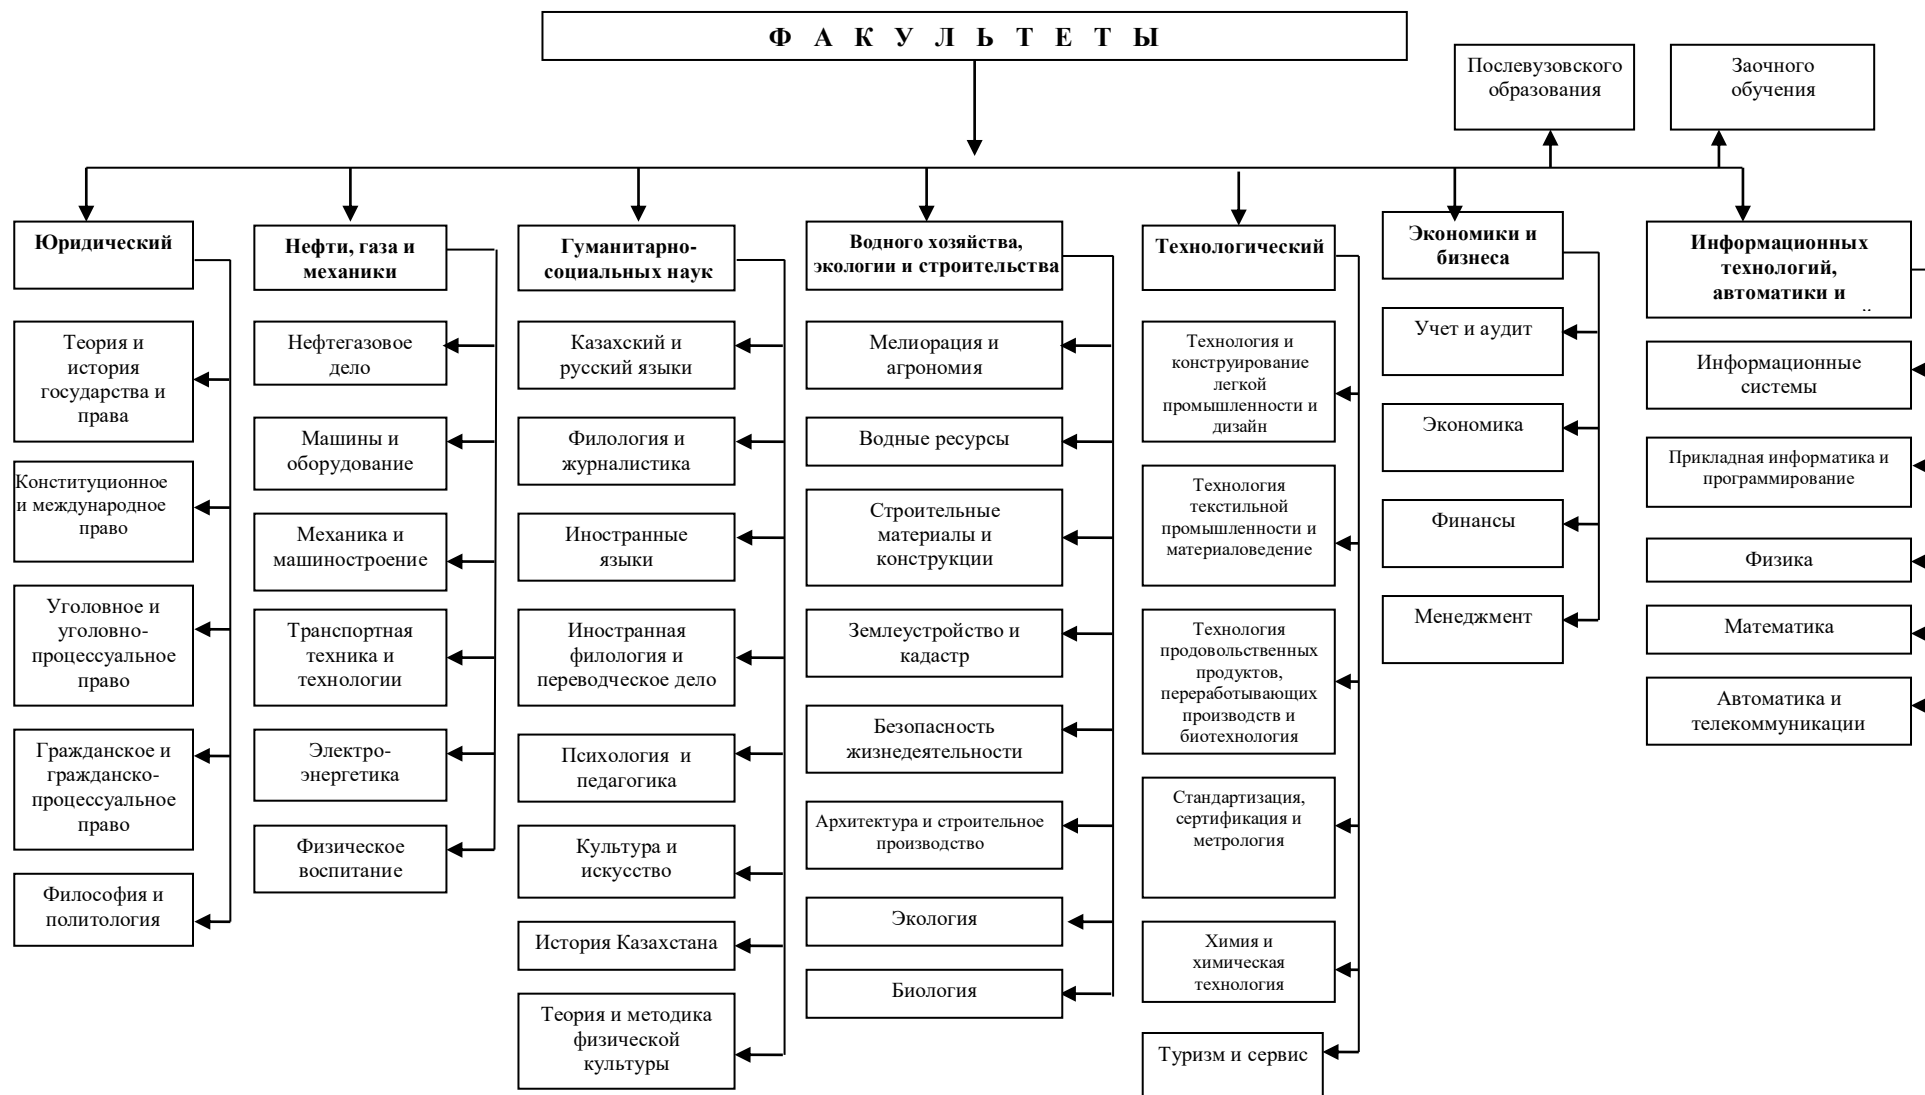 Ф А К У Л Ь Т Е Т Ы
Послевузовского
образования
Заочного
обучения
Юридический
Теория и
история
государства и
права
Конституционное
и международное
право
Уголовное и
уголовно-
процессуальное
право
Гражданское и
гражданско-
процессуальное
право
Философия и
политология
Нефти, газа и
механики
Нефтегазовое
дело
Машины и
оборудование
Механика и
машиностроение
Транспортная
техника и
технологии
Электро-
энергетика
Физическое
воспитание
Гуманитарно-
социальных наук
Казахский и
русский языки
Филология и
журналистика
Иностранные
языки
Иностранная
филология и
переводческое дело
Психология и
педагогика
Культура и
искусство
История Казахстана
Теория и методика
физической
культуры
Водного хозяйства,
экологии и строительства
Мелиорация и
агрономия
Водные ресурсы
Строительные
материалы и
конструкции
Землеустройство и
кадастр
Безопасность
жизнедеятельности
Архитектура и строительное
производство
Экология
Биология
Технологический
Технология и
конструирование
легкой
промышленности и
дизайн
Технология
текстильной
промышленности и
материаловедение
Технология
продовольственных
продуктов,
перерабатывающих
производств и
биотехнология
Стандартизация,
сертификация и
метрология
Химия и
химическая
технология
Туризм и сервис
Экономики и
бизнеса
Учет и аудит
Экономика
Финансы
Менеджмент
Информационных
технологий,
автоматики и
Информационные
системы
Прикладная информатика и
программирование
Физика
Математика
Автоматика и
телекоммуникации